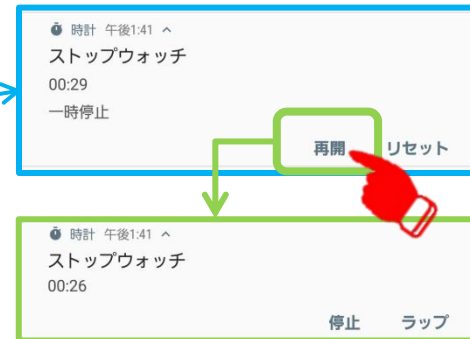 時計 午後1:41
ストップウォッチ
00:29
一時停止
再開 リセット
時計 午後1:41
ストップウォッチ
00:26
停止 ラップ